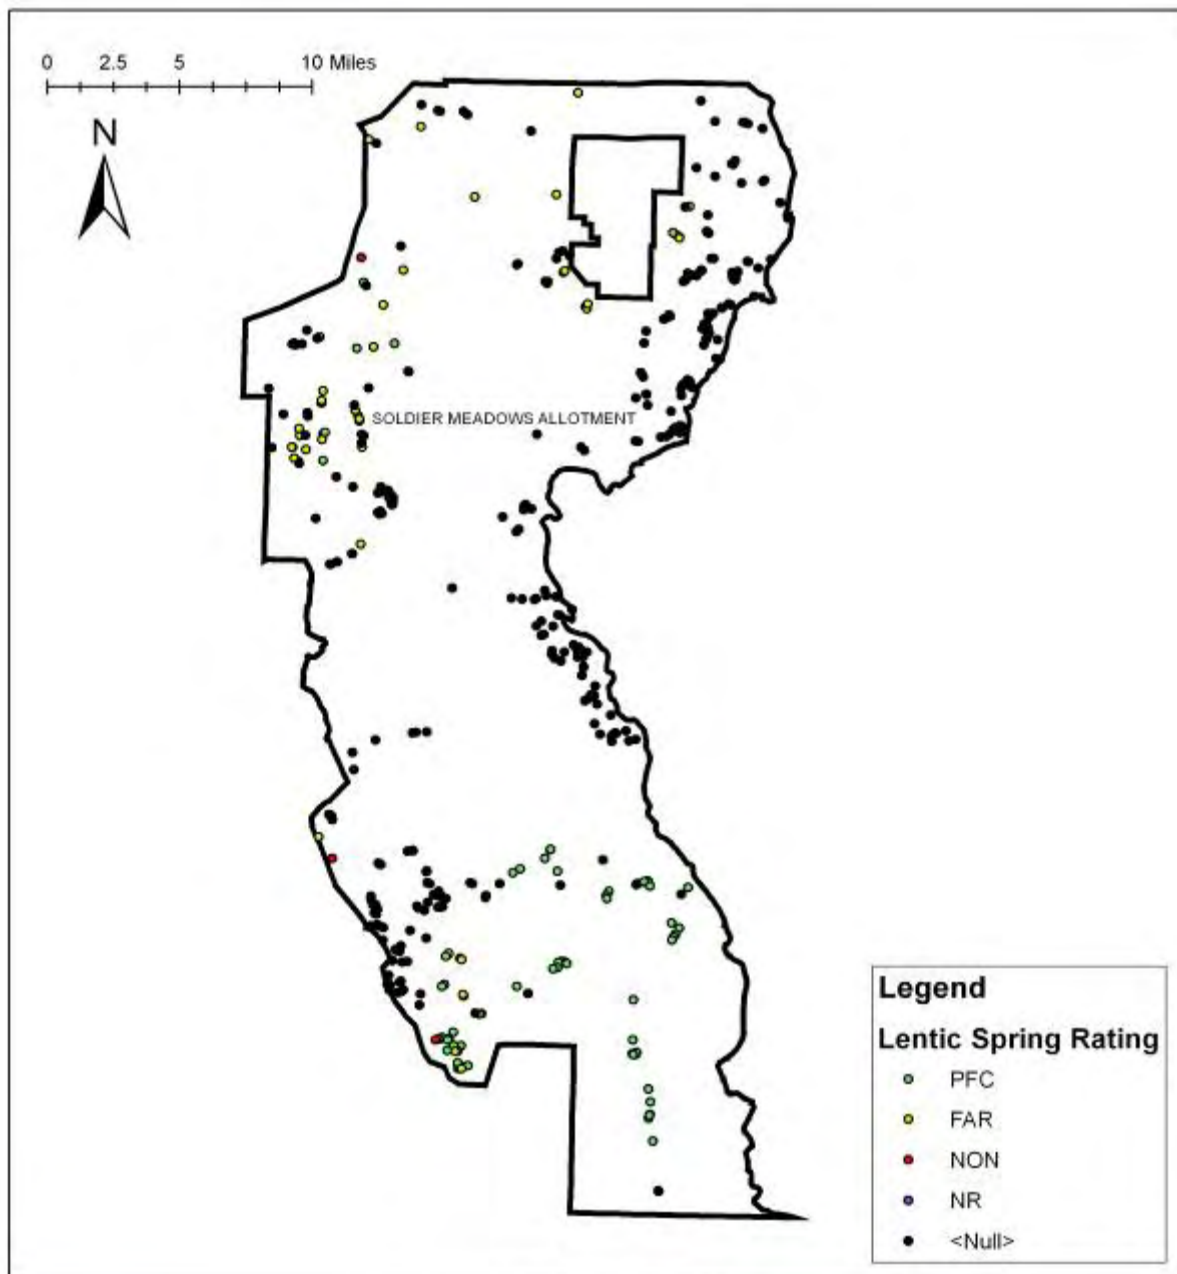 0 2.5 5 10 Miles
N
SOLDIER MEADOWS ALLOTMENT
Legend
Lentic Spring Rating
PFC
FAR
NON
NR
<Null>